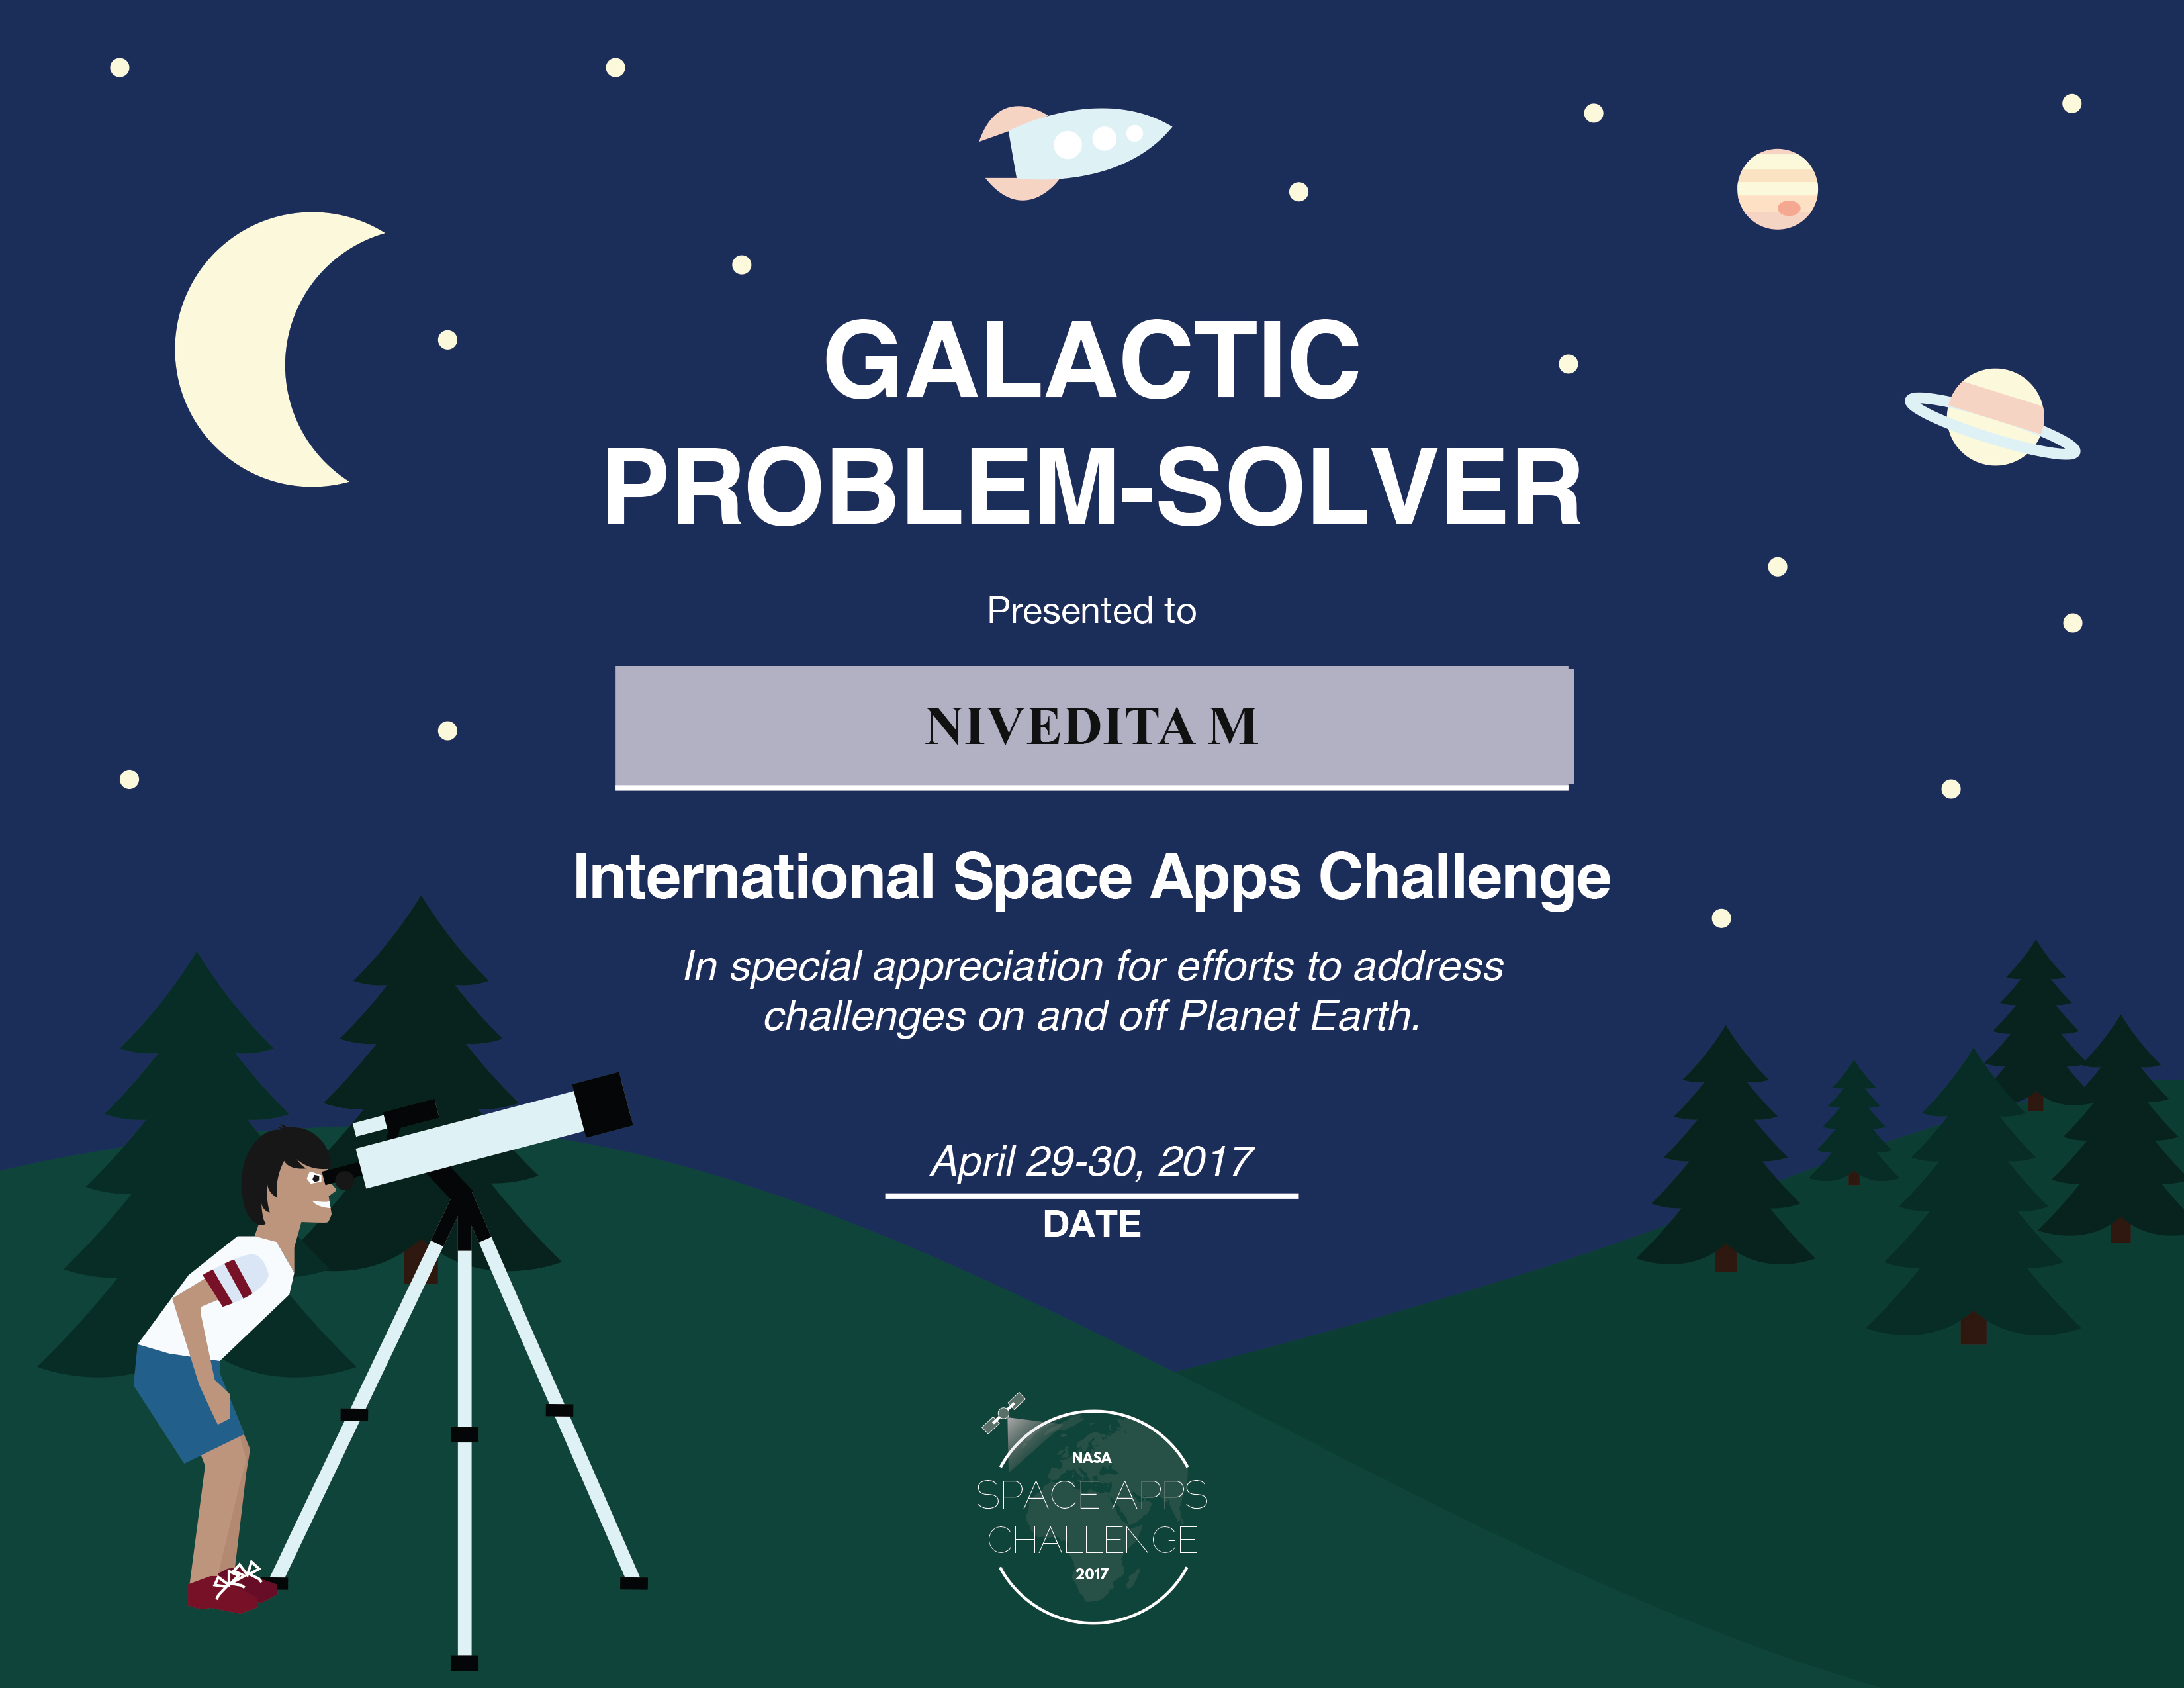 GALACTIC
PROBLEM-SOLVER
Presented to
NIVEDITA M
International Space Apps Challenge
In special appreciation for efforts to address
challenges on and off Planet Earth.
April 29-30, 2017
DATE
NASA
SPACE APPS
CHALLENGE
2017